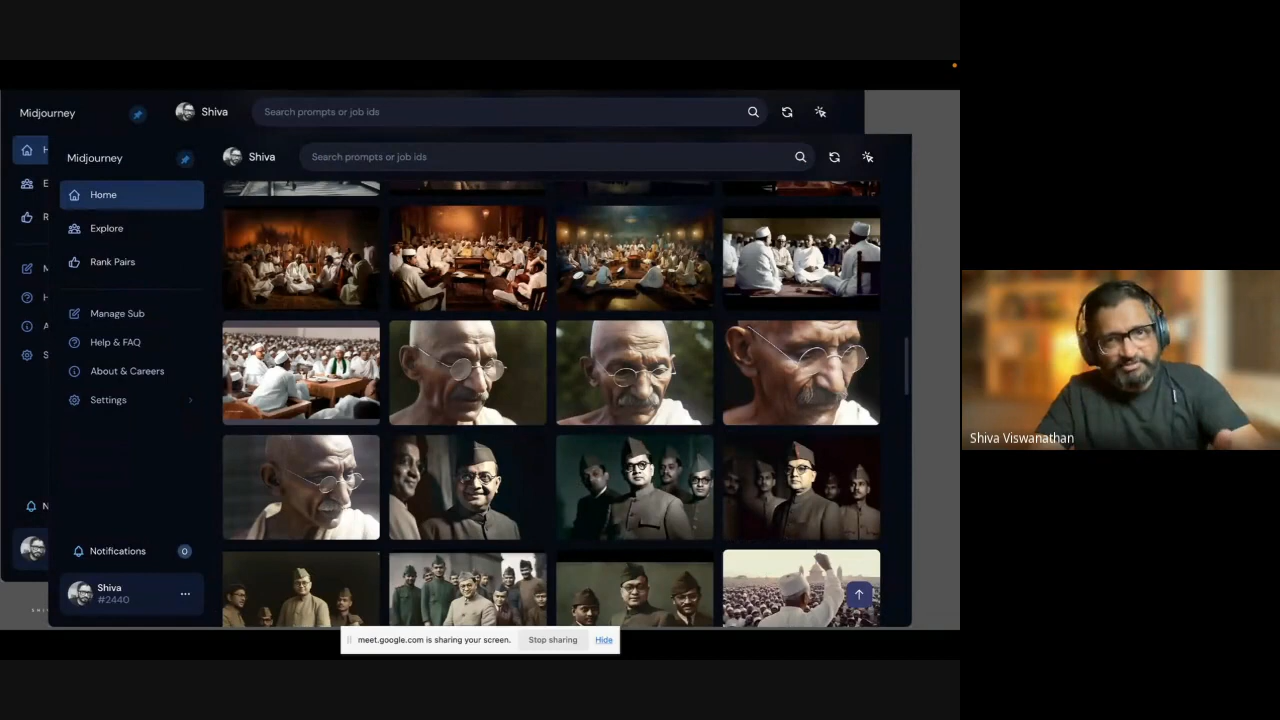 Midjourney
Shiva
Search prompts or job ids
Midjourney
Shiva
Search prompts or job ids
Home
Explore
Rank Pairs
Manage Sub
Help & FAQ
About & Careers
Settings
Notifications
0
Shiva
#2440
H
E
R
M
H
A
S
N
SHIV
meet.google.com is sharing your screen.
Stop sharing
Hide
Shiva Viswanathan